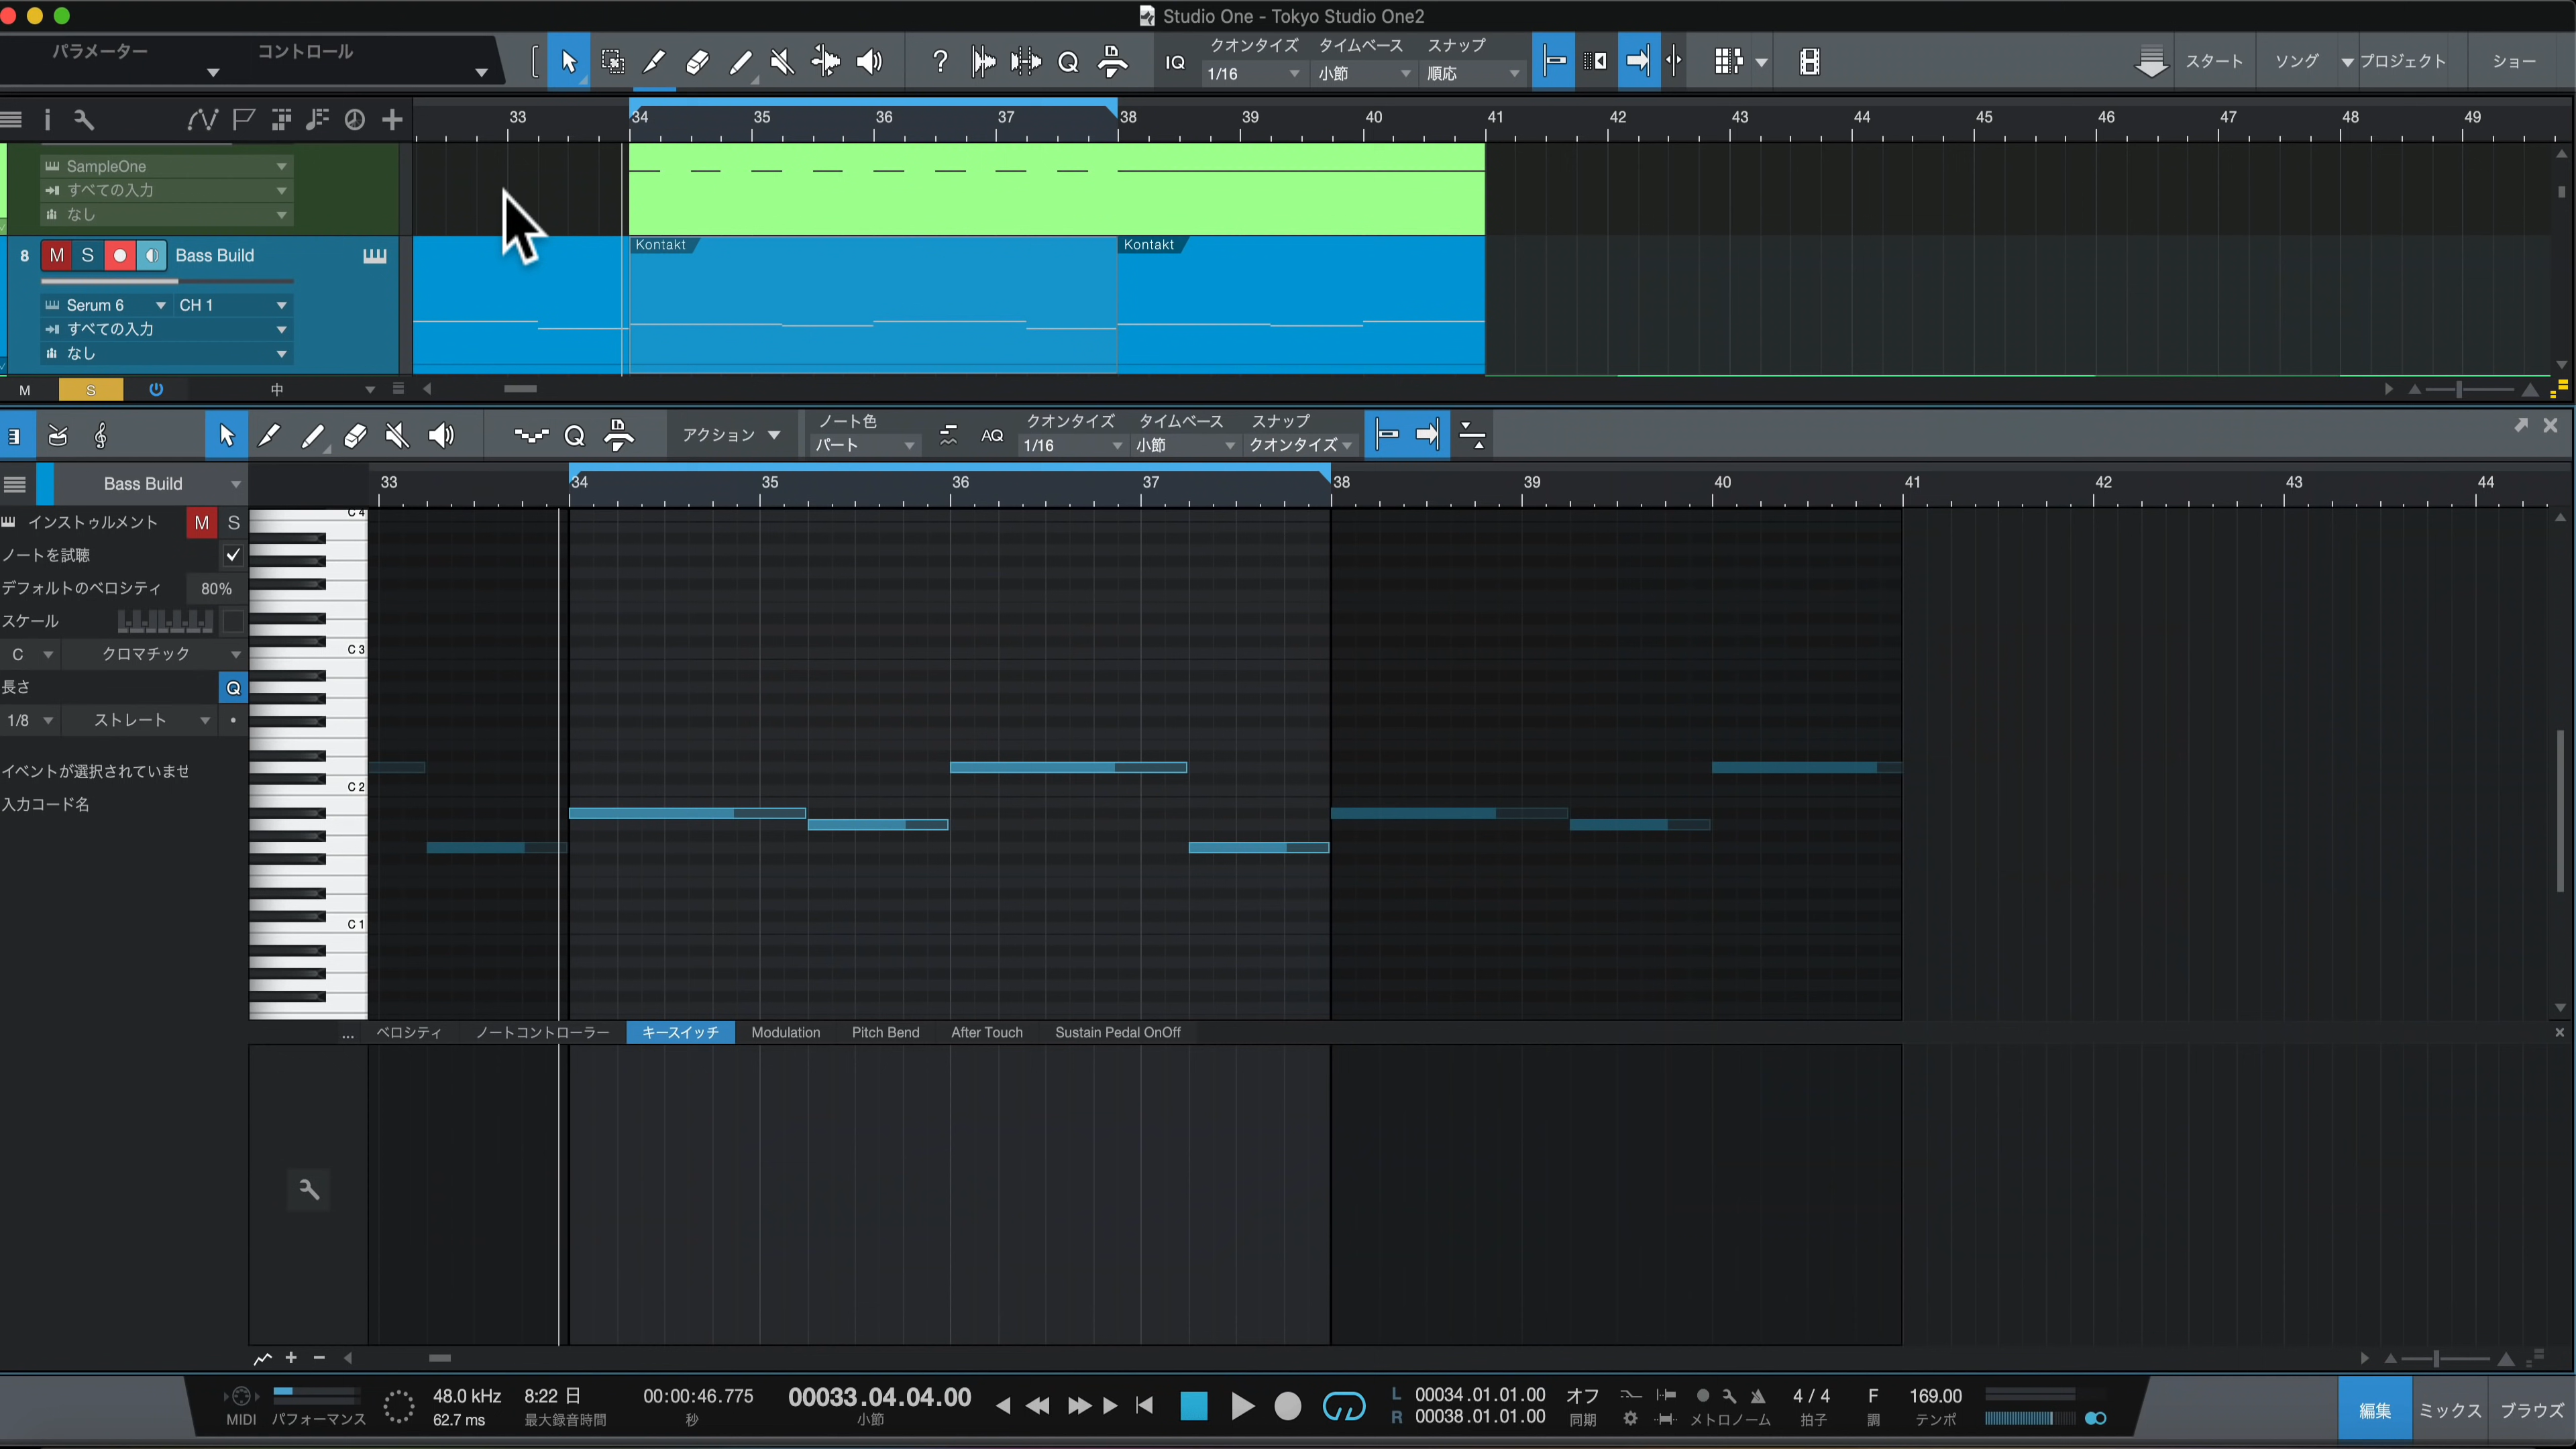 Studio One - Tokyo Studio One2
パラメーター
コントロール
IQ
クオンタイズ
1/16
タイムベース
小節
スナップ
順応
スタート
ソング
プロジェクト
ショー
33 34 35 36 37 38 39 40 41 42 43 44 45 46 47 48 49
SampleOne
すべての入力
なし
8 M S Bass Build
Serum 6 CH 1
すべての入力
なし
Kontakt
Kontakt
M S 中
アクション
ノート色
パート
AQ
クオンタイズ
1/16
タイムベース
小節
スナップ
クオンタイズ
Bass Build
33 34 35 36 37 38 39 40 41 42 43 44
インストゥルメント M S
ノートを試聴
デフォルトのベロシティ 80%
スケール
C クロマチック
長さ Q
1/8 ストレート
イベントが選択されていませ
入力コード名
C 4
C 3
C 2
C 1
... ベロシティ ノートコントローラー キースイッチ Modulation Pitch Bend After Touch Sustain Pedal OnOff
MIDI
パフォーマンス
48.0 kHz
62.7 ms
8:22 日
最大録音時間
00:00:46.775
秒
00033.04.04.00
小節
L 00034.01.01.00
R 00038.01.01.00
オフ
同期
メトロノーム
4 / 4
拍子
F
調
169.00
テンポ
編集
ミックス
ブラウズ